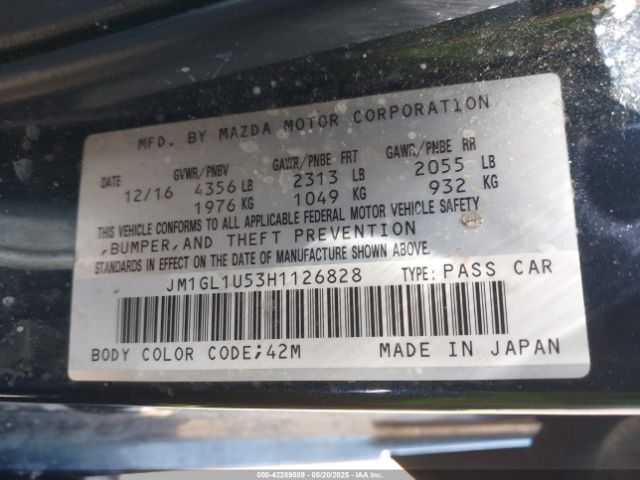 MFD. BY MAZDA MOTOR CORPORATION
DATE GVWR/PNBV GAWR/PNBE FRT GAWR/PNBE RR
12/16 4356 LB 2313 LB 2055 LB
1976 KG 1049 KG 932 KG
THIS VEHICLE CONFORMS TO ALL APPLICABLE FEDERAL MOTOR VEHICLE SAFETY
,BUMPER,AND THEFT PREVENTION
STANDARDS IN EFFECT ON THE DATE OF MANUFACTURE SHOWN ABOVE.
JM1GL1U53H1126828 TYPE: PASS CAR
BODY COLOR CODE;42M MADE IN JAPAN
000-42289589 05/20/2025 IAAI.COM